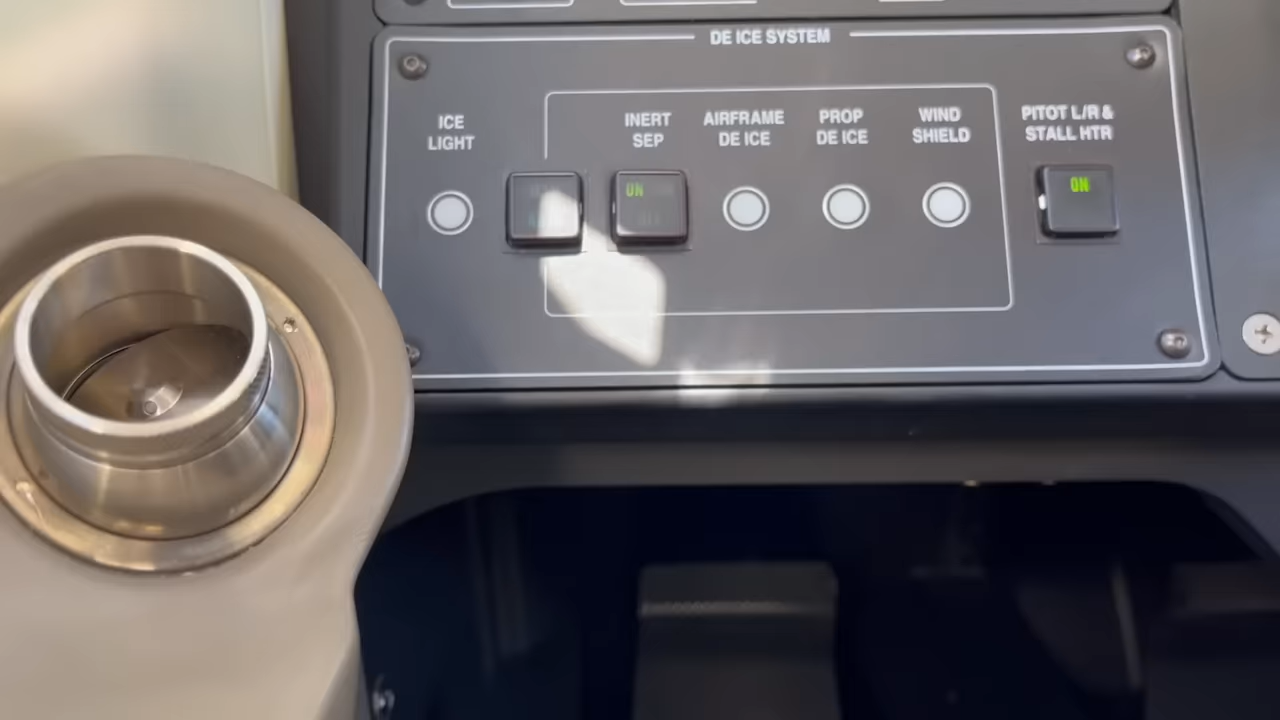 DE ICE SYSTEM
ICE
LIGHT
INERT
SEP
AIRFRAME
DE ICE
PROP
DE ICE
WIND
SHIELD
PITOT L/R &
STALL HTR
ON
ON